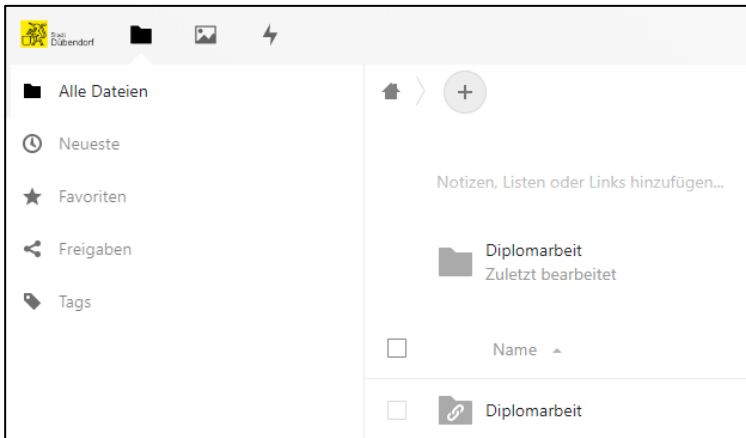 Stadt
Dübendorf
Alle Dateien
Neueste
Favoriten
Freigaben
Tags
Notizen, Listen oder Links hinzufügen...
Diplomarbeit
Zuletzt bearbeitet
Name
Diplomarbeit